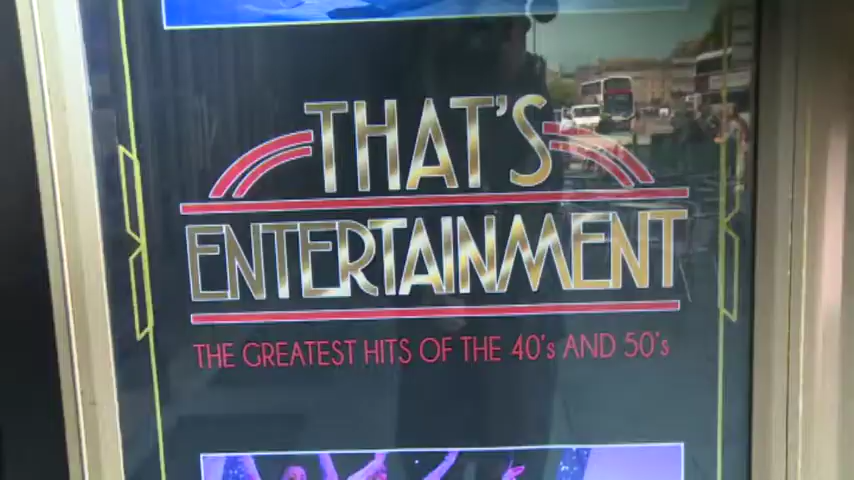 THAT'S
ENTERTAINMENT
THE GREATEST HITS OF THE 40's AND 50's